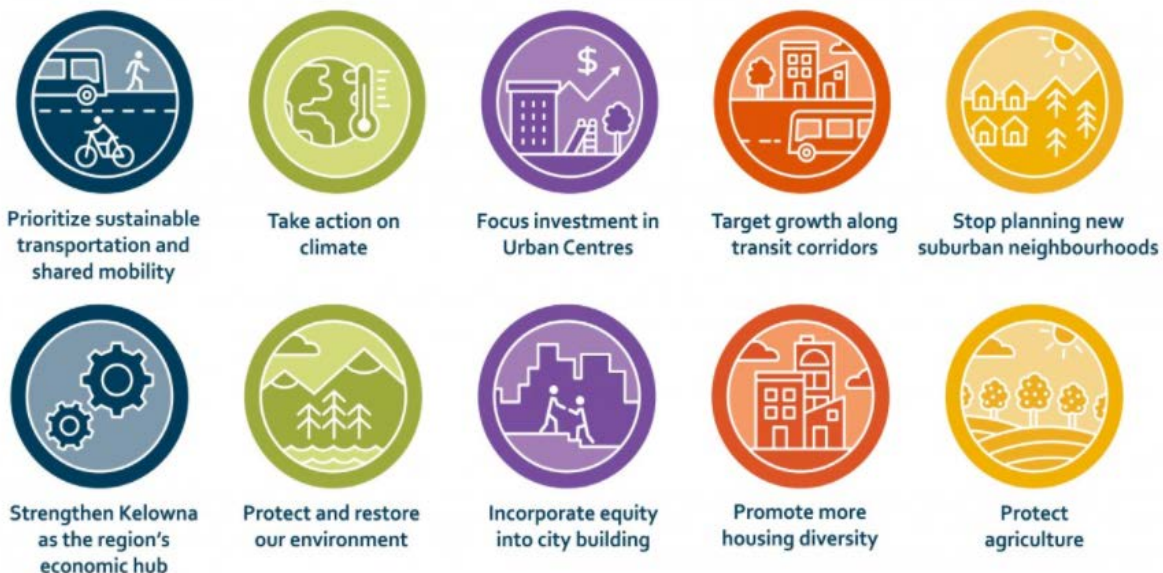 $
Prioritize sustainable
transportation and
shared mobility
Take action on
climate
Focus investment in
Urban Centres
Target growth along
transit corridors
Stop planning new
suburban neighbourhoods
Strengthen Kelowna
as the region's
economic hub
Protect and restore
our environment
Incorporate equity
into city building
Promote more
housing diversity
Protect
agriculture